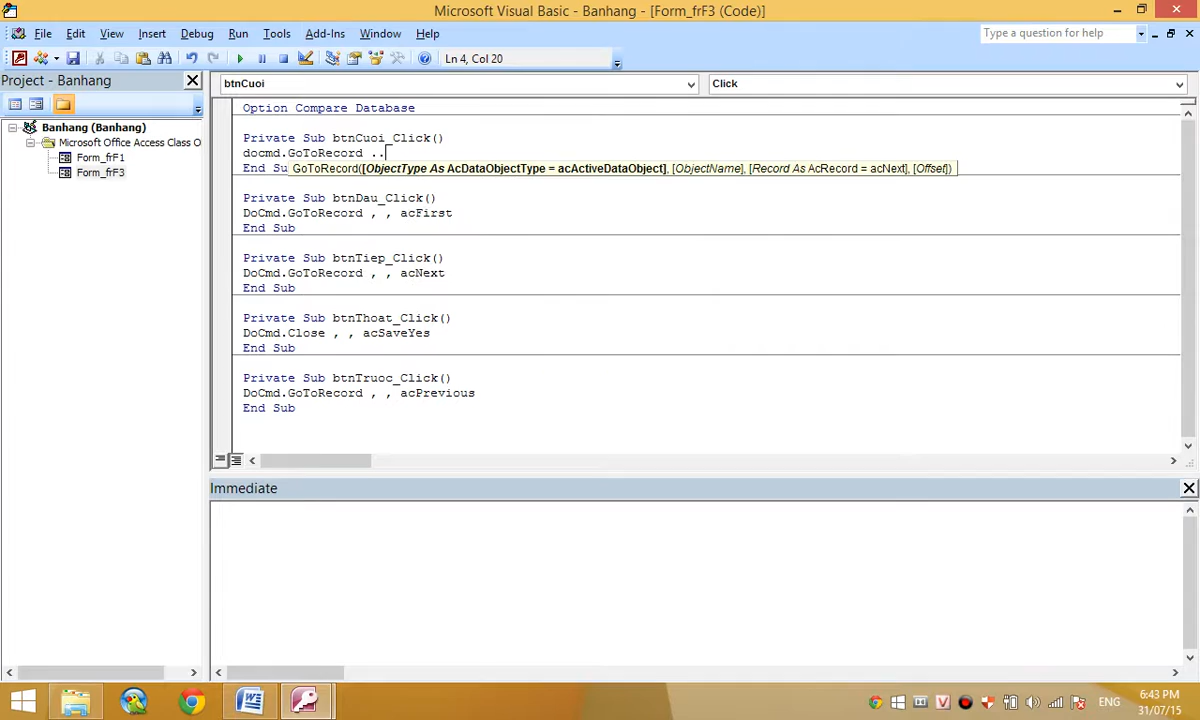 Microsoft Visual Basic - Banhang - [Form_frF3 (Code)]
File Edit View Insert Debug Run Tools Add-Ins Window Help
Type a question for help
Ln 4, Col 20
Project - Banhang
btnCuoi
Click
Banhang (Banhang)
Microsoft Office Access Class O
Form_frF1
Form_frF3
Option Compare Database
Private Sub btnCuoi_Click()
docmd.GoToRecord ..
End Su
GoToRecord([ObjectType As AcDataObjectType = acActiveDataObject], [ObjectName], [Record As AcRecord = acNext], [Offset])
Private Sub btnDau_Click()
DoCmd.GoToRecord , , acFirst
End Sub
Private Sub btnTiep_Click()
DoCmd.GoToRecord , , acNext
End Sub
Private Sub btnThoat_Click()
DoCmd.Close , , acSaveYes
End Sub
Private Sub btnTruoc_Click()
DoCmd.GoToRecord , , acPrevious
End Sub
Immediate
ENG
6:43 PM
31/07/15